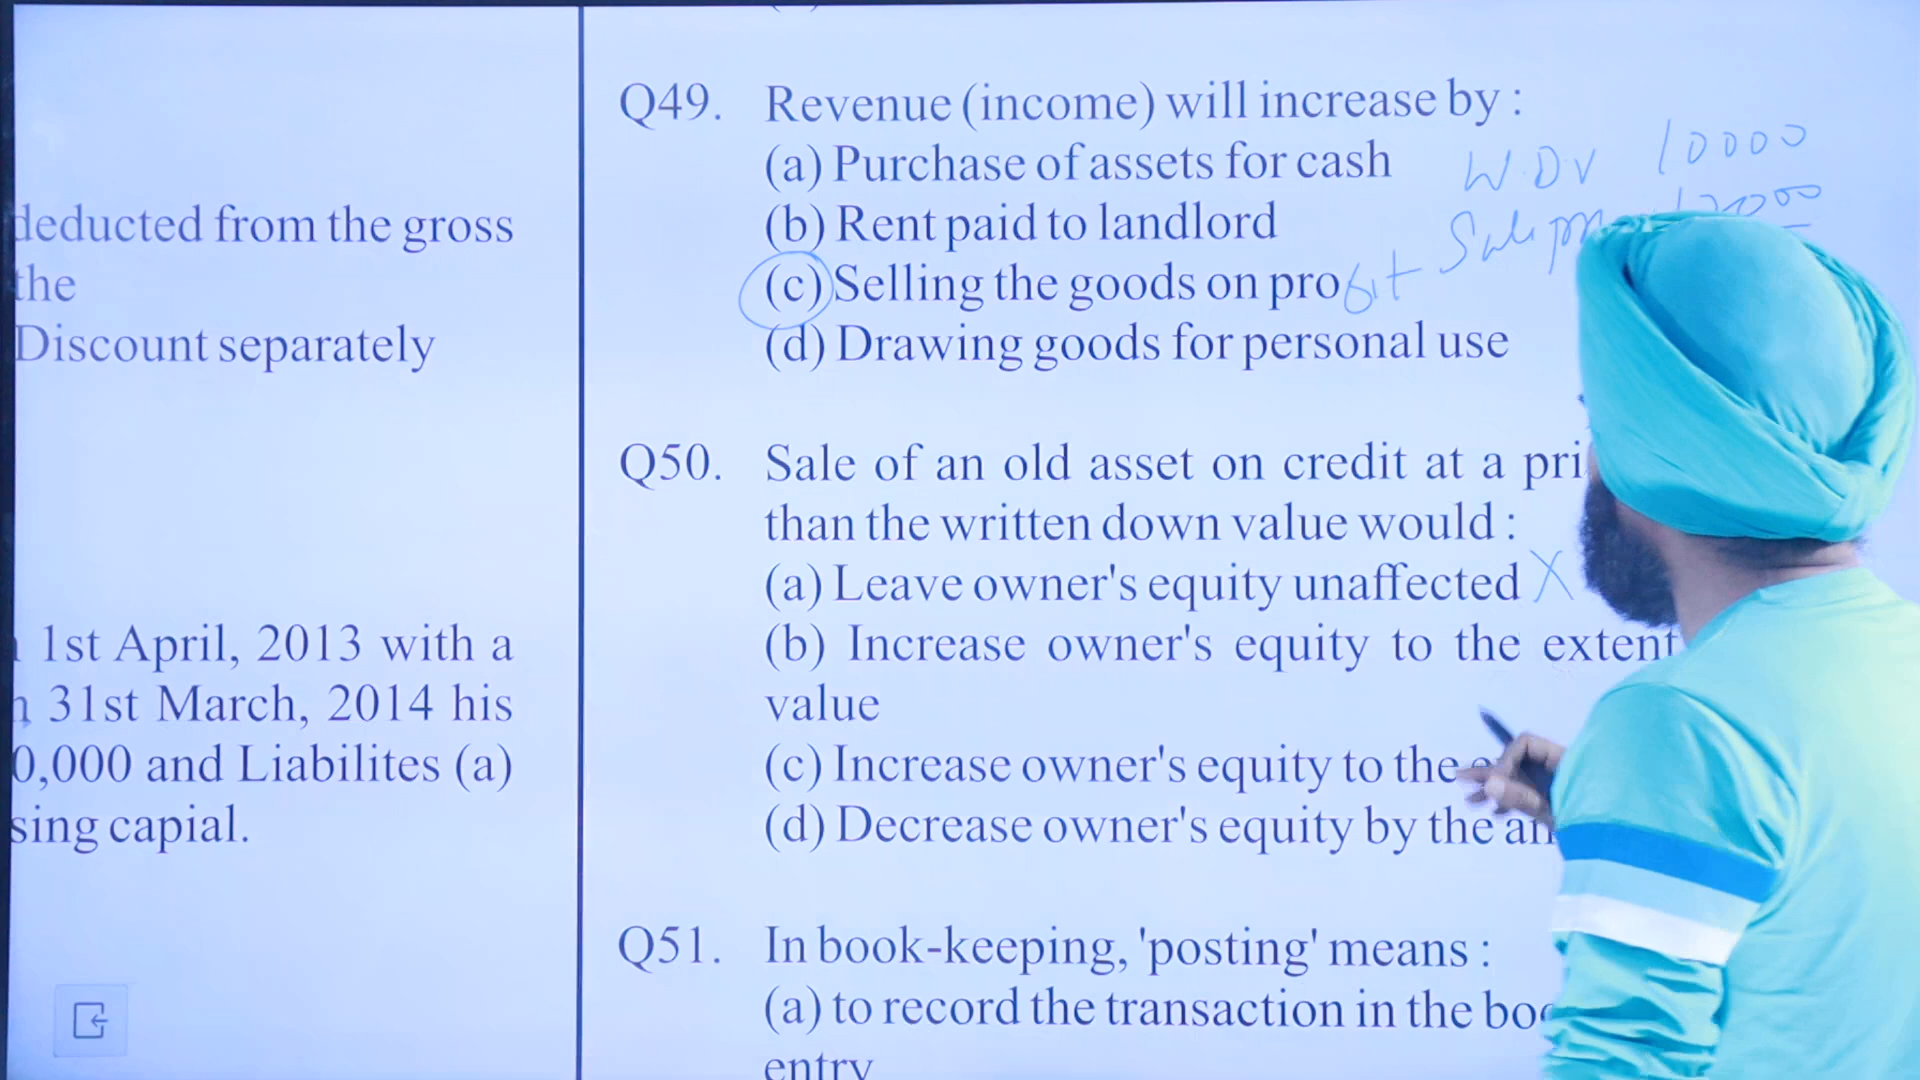 deducted from the gross
the
Discount separately
1st April, 2013 with a
31st March, 2014 his
0,000 and Liabilites (a)
sing capial.
Q49. Revenue (income) will increase by :
(a) Purchase of assets for cash
(b) Rent paid to landlord
(c) Selling the goods on profit
(d) Drawing goods for personal use
W.D.V 10000
Sale
Q50. Sale of an old asset on credit at a
than the written down value would :
(a) Leave owner's equity unaffected X
(b) Increase owner's equity to the extent
value
(c) Increase owner's equity to the
(d) Decrease owner's equity by the
Q51. In book-keeping, 'posting' means :
(a) to record the transaction in the
entry